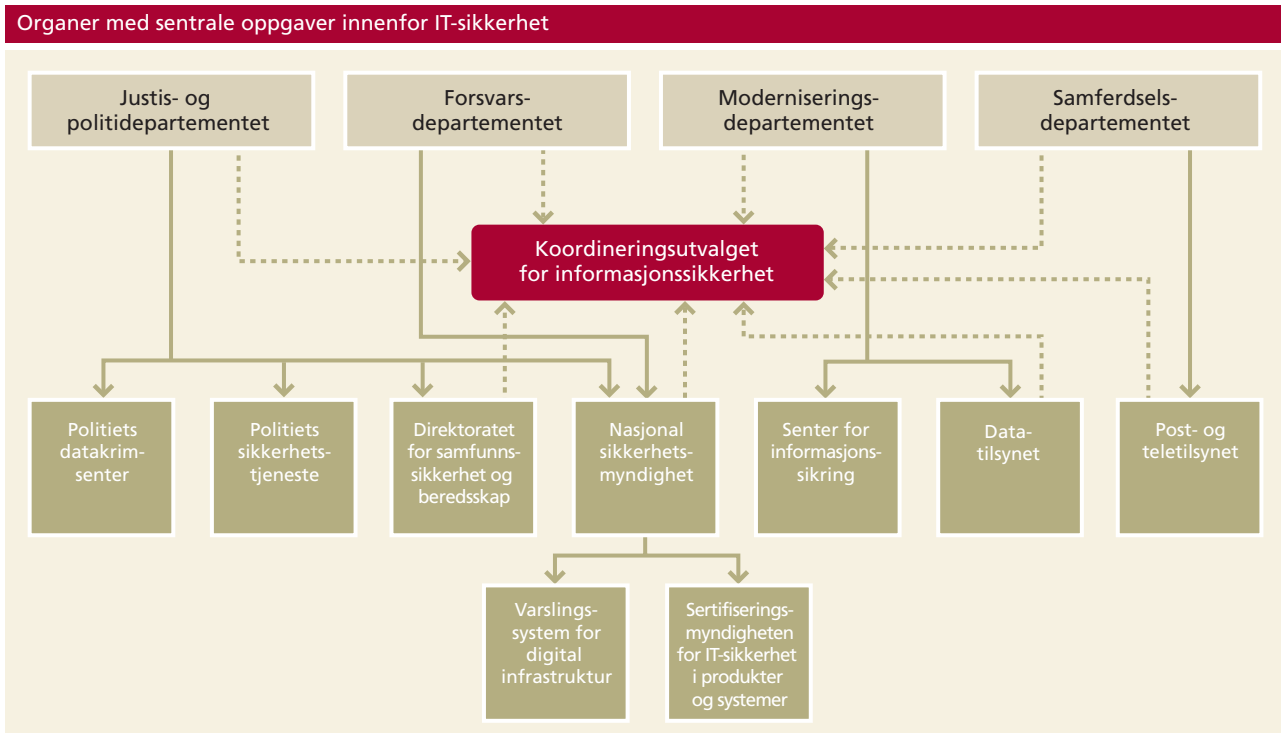 Organer med sentrale oppgaver innenfor IT-sikkerhet
Justis- og
politidepartementet
Forsvars-
departementet
Moderniserings-
departementet
Samferdsels-
departementet
Koordineringsutvalget
for informasjonssikkerhet
Politiets
datakrim-
senter
Politiets
sikkerhets-
tjeneste
Direktoratet
for samfunns-
sikkerhet og
beredsskap
Nasjonal
sikkerhets-
myndighet
Senter for
informasjons-
sikring
Data-
tilsynet
Post- og
teletilsynet
Varslings-
system for
digital
infrastruktur
Sertifiserings-
myndigheten
for IT-sikkerhet
i produkter
og systemer